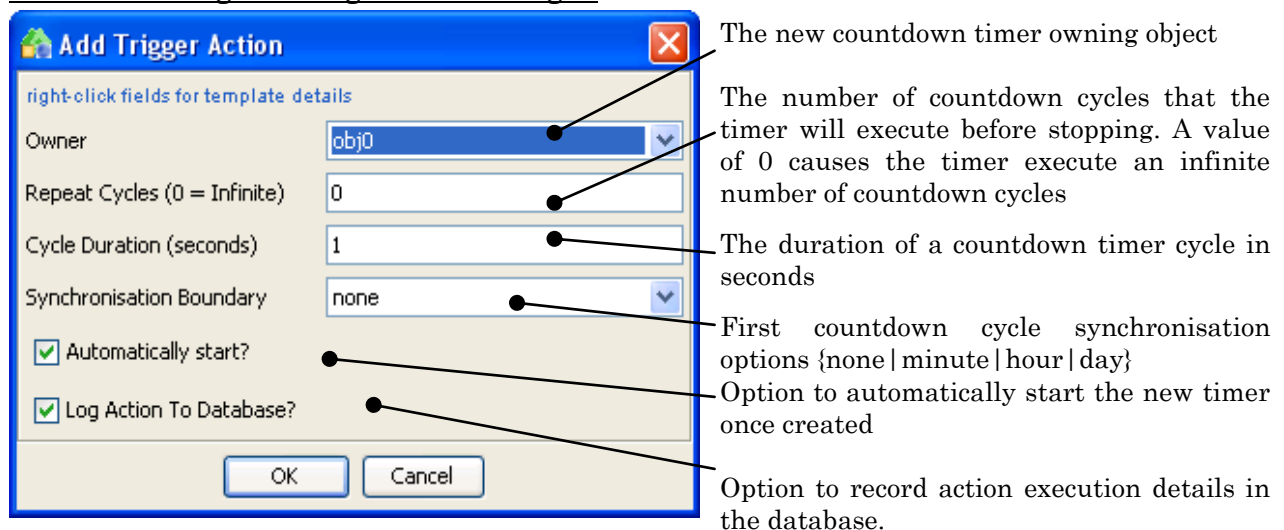 Add Trigger Action
right-click fields for template details
Owner
obj0
Repeat Cycles (0 = Infinite)
0
Cycle Duration (seconds)
1
Synchronisation Boundary
none
Automatically start?
Log Action To Database?
OK
Cancel
The new countdown timer owning object
The number of countdown cycles that the
timer will execute before stopping. A value
of 0 causes the timer execute an infinite
number of countdown cycles
The duration of a countdown timer cycle in
seconds
First countdown cycle synchronisation
options {none|minute|hour|day}
Option to automatically start the new timer
once created
Option to record action execution details in
the database.